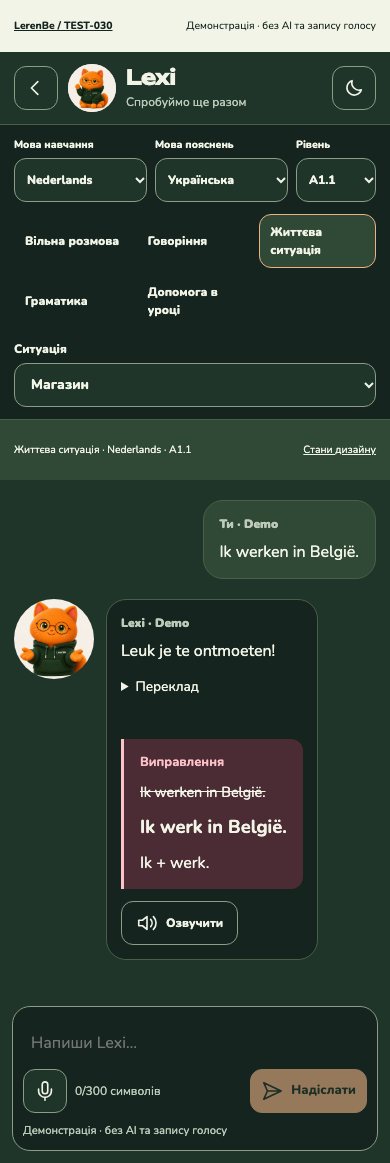 LerenBe / TEST-030
Демонстрація · без AI та запису голосу
Lexi
Спробуймо ще разом
Мова навчання
Мова пояснень
Рівень
Nederlands
Українська
A1.1
Вільна розмова
Говоріння
Життєва
ситуація
Граматика
Допомога в
уроці
Ситуація
Магазин
Життєва ситуація · Nederlands · A1.1
Стани дизайну
Ти · Demo
Ik werken in België.
Lexi · Demo
Leuk je te ontmoeten!
Переклад
Виправлення
Ik werken in België.
Ik werk in België.
Ik + werk.
Озвучити
Напиши Lexi...
0/300 символів
Надіслати
Демонстрація · без AI та запису голосу